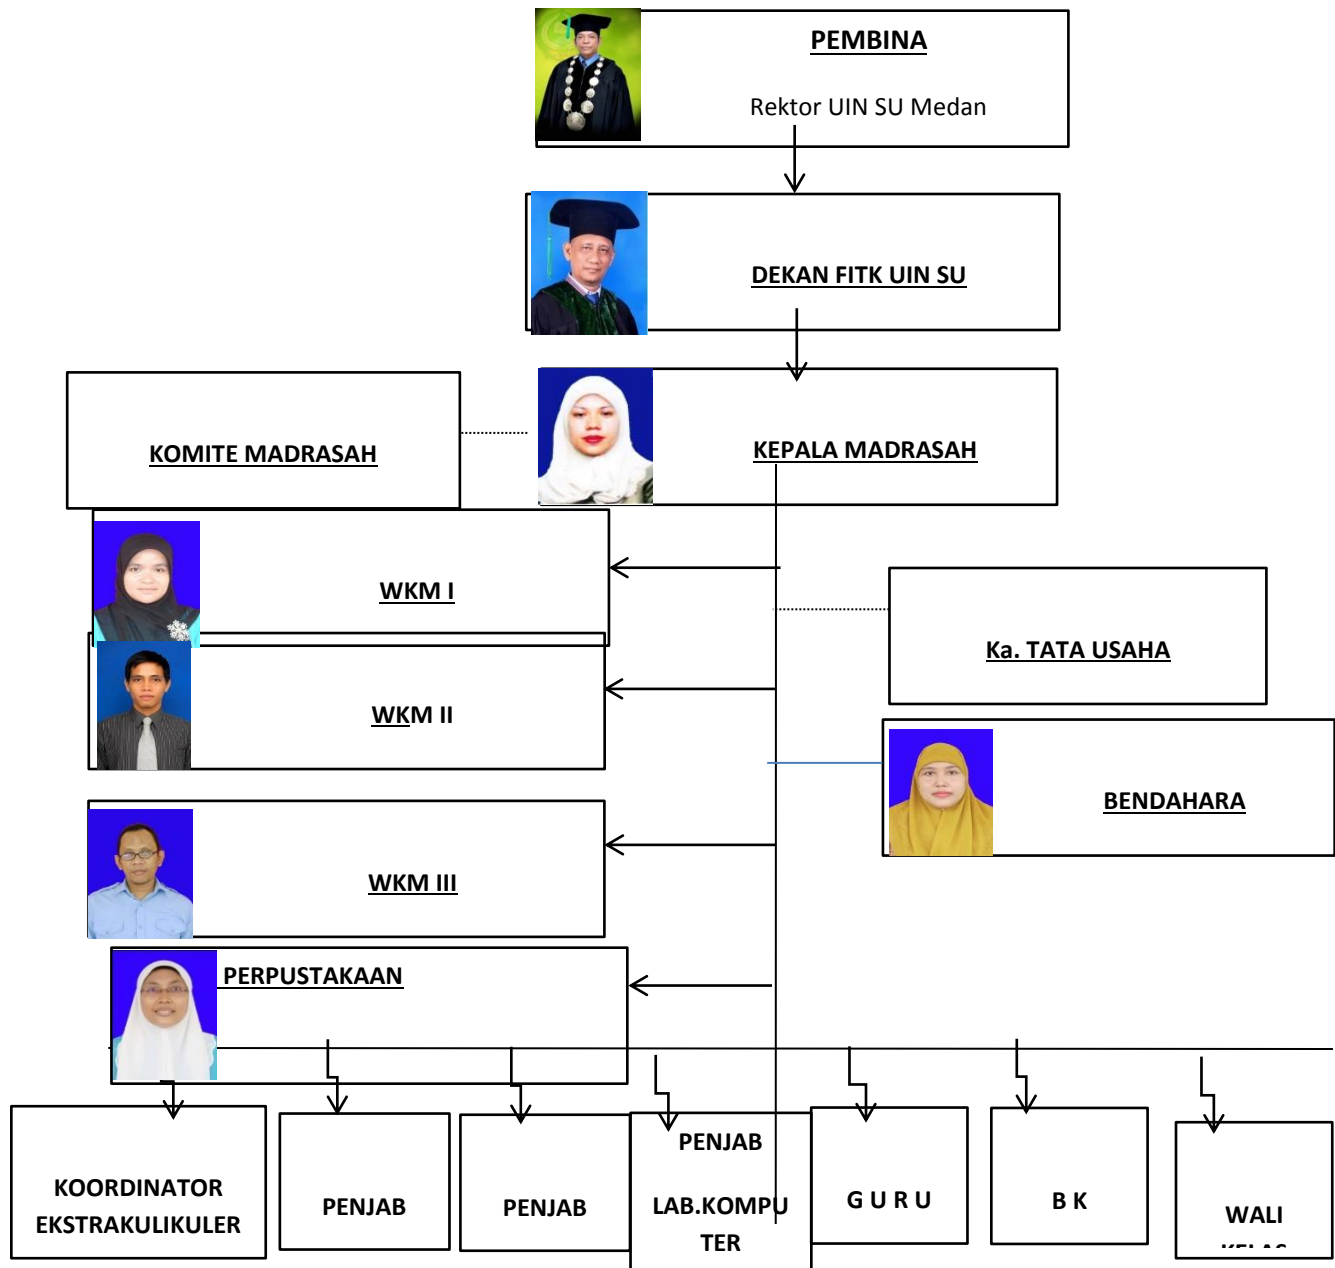 PEMBINA
Rektor UIN SU Medan
DEKAN FITK UIN SU
KOMITE MADRASAH
KEPALA MADRASAH
WKM I
Ka. TATA USAHA
WKM II
BENDAHARA
WKM III
PERPUSTAKAAN
KOORDINATOR
EKSTRAKULIKULER
PENJAB
PENJAB
PENJAB
LAB.KOMPU
TER
G U R U
B K
WALI
KELAS